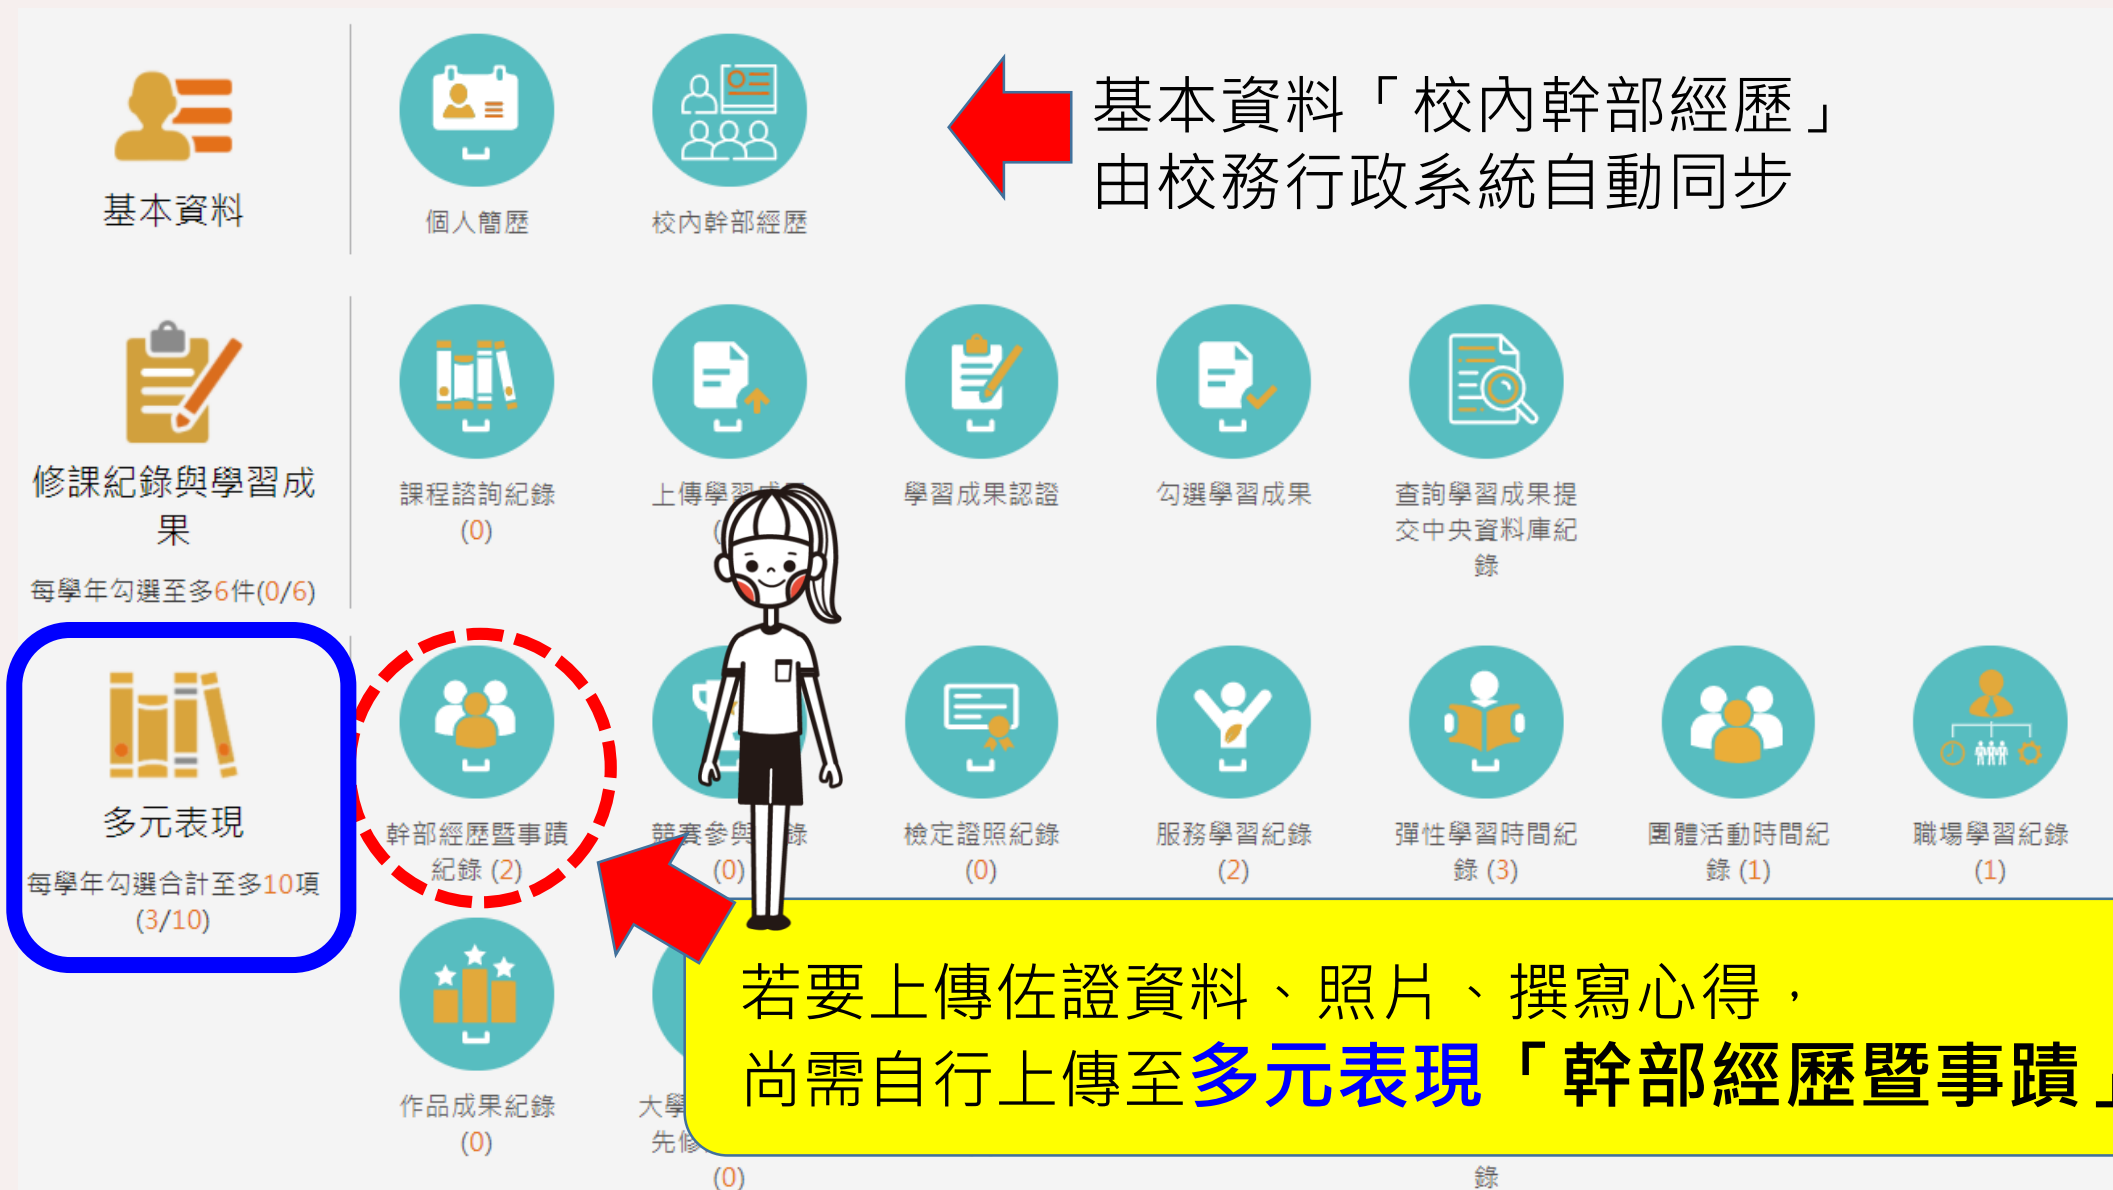 基本資料
個人簡歷
校內幹部經歷
基本資料「校內幹部經歷」
由校務行政系統自動同步
修課紀錄與學習成
果
每學年勾選至多6件(0/6)
課程諮詢紀錄
(0)
上傳學習
(
學習成果認證
勾選學習成果
查詢學習成果提
交中央資料庫紀
錄
多元表現
每學年勾選合計至多10項
(3/10)
幹部經歷暨事蹟
紀錄 (2)
競賽參與
錄
(0)
檢定證照紀錄
(0)
服務學習紀錄
(2)
彈性學習時間紀
錄 (3)
團體活動時間紀
錄 (1)
職場學習紀錄
(1)
作品成果紀錄
(0)
大學
先修
(0)
錄
若要上傳佐證資料、照片、撰寫心得，
尚需自行上傳至多元表現「幹部經歷暨事蹟」